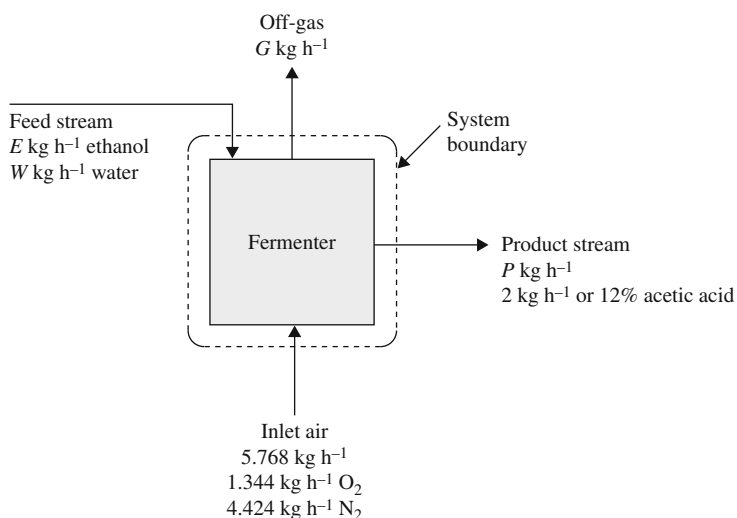 Off-gas
G kg h⁻¹
Feed stream
E kg h⁻¹ ethanol
W kg h⁻¹ water
System
boundary
Fermenter
Product stream
P kg h⁻¹
2 kg h⁻¹ or 12% acetic acid
Inlet air
5.768 kg h⁻¹
1.344 kg h⁻¹ O₂
4.424 kg h⁻¹ N₂